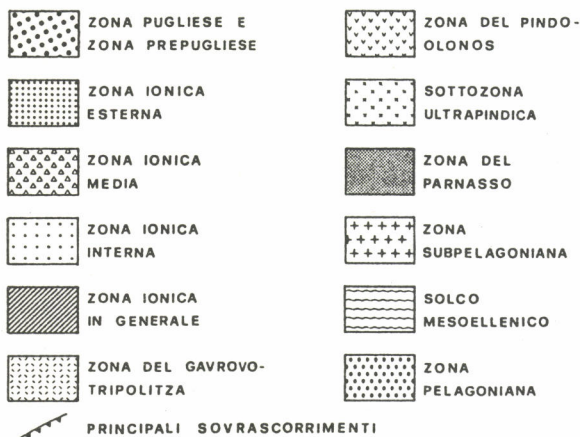 ZONA PUGLIESE E
ZONA PREPUGLIESE
ZONA IONICA
ESTERNA
ZONA IONICA
MEDIA
ZONA IONICA
INTERNA
ZONA IONICA
IN GENERALE
ZONA DEL GAVROVO-
TRIPOLITZA
PRINCIPALI SOVRASCORRIMENTI
ZONA DEL PINDO-
OLONOS
SOTTOZONA
ULTRAPINDICA
ZONA DEL
PARNASSO
ZONA
SUBPELAGONIANA
SOLCO
MESOELLENICO
ZONA
PELAGONIANA